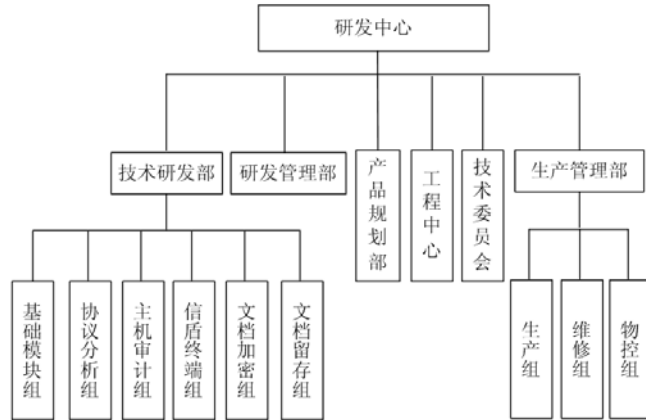 研发中心
技术研发部
研发管理部
产品规划部
工程中心
技术委员会
生产管理部
基础模块组
协议分析组
主机审计组
信盾终端组
文档加密组
文档留存组
生产组
维修组
物控组